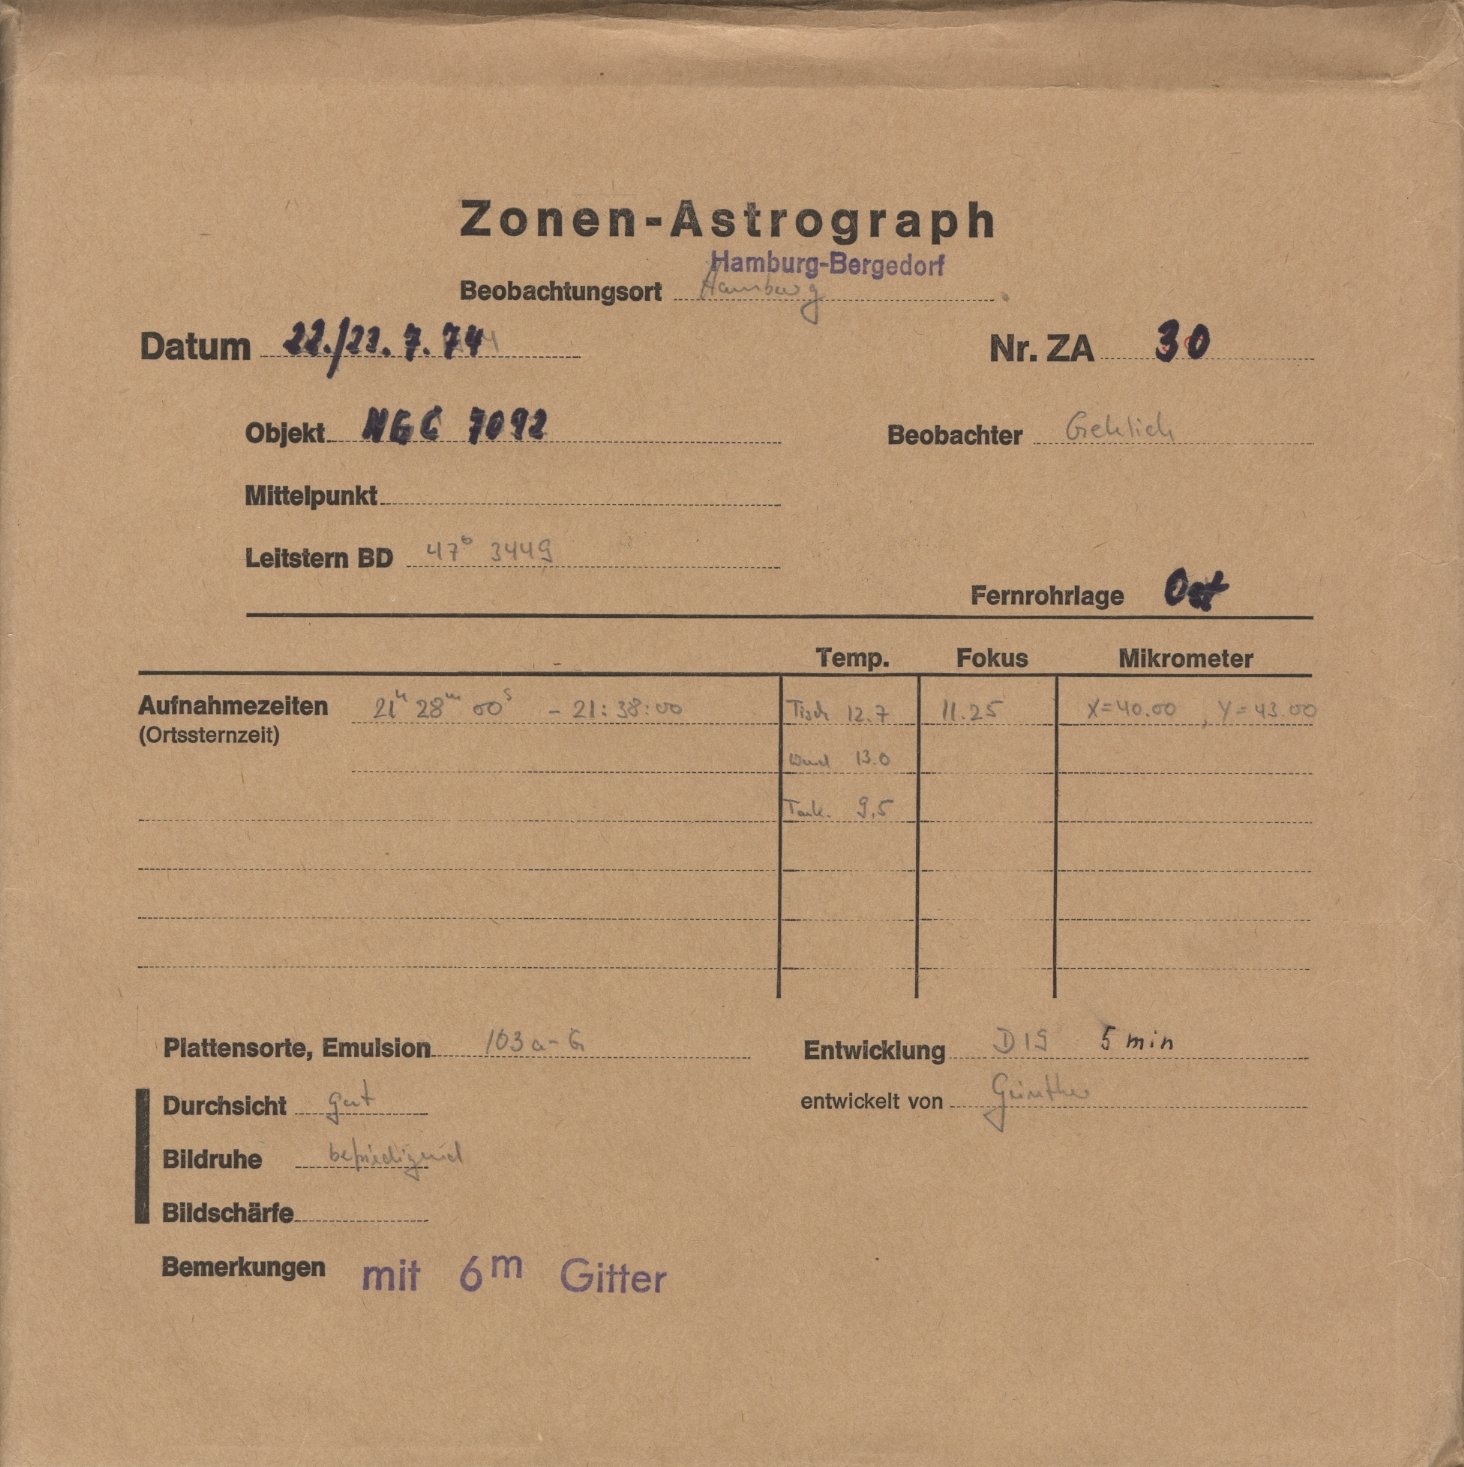 Zonen-Astrograph
Hamburg-Bergedorf
Beobachtungsort Hamburg
Datum 22./23. 7. 74
Nr. ZA 30
Objekt NGC 7092
Beobachter
Mittelpunkt
Leitstern BD 47° 3449
Fernrohrlage Ost
Temp. Fokus Mikrometer
Aufnahmezeiten 21h 28m 00s - 21:38:00 Tisch 12.7 11.25 X=40.00, Y=43.00
(Ortssternzeit)
13.0
9,5
Plattensorte, Emulsion 103a-G
Entwicklung D19 5 min
Durchsicht gut
entwickelt von Günther
Bildruhe befriedigend
Bildschärfe
Bemerkungen mit 6m Gitter